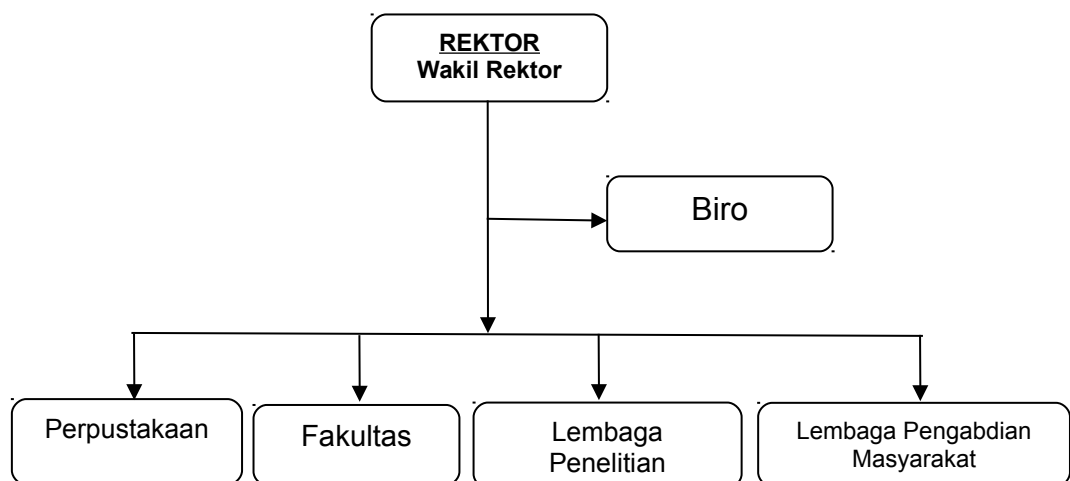 REKTOR
Wakil Rektor
Biro
Perpustakaan
Fakultas
Lembaga
Penelitian
Lembaga Pengabdian
Masyarakat